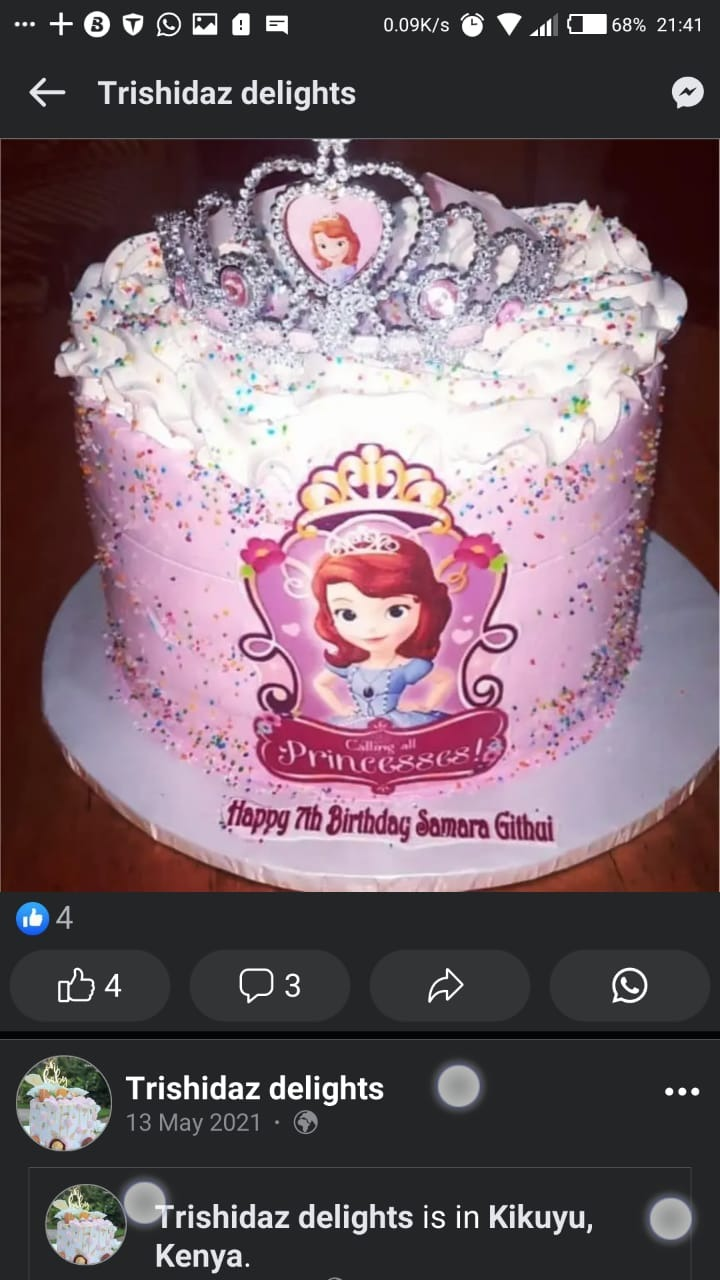 0.09K/s 68% 21:41
Trishidaz delights
Calling all
Princesses!
Happy 7th Birthday Samara Githui
4
4 3
Trishidaz delights
13 May 2021 ·
Trishidaz delights is in Kikuyu,
Kenya.